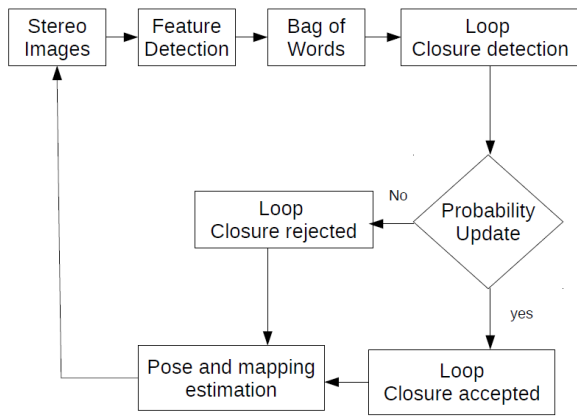 Stereo
Images
Feature
Detection
Bag of
Words
Loop
Closure detection
Probability
Update
No
Loop
Closure rejected
yes
Loop
Closure accepted
Pose and mapping
estimation